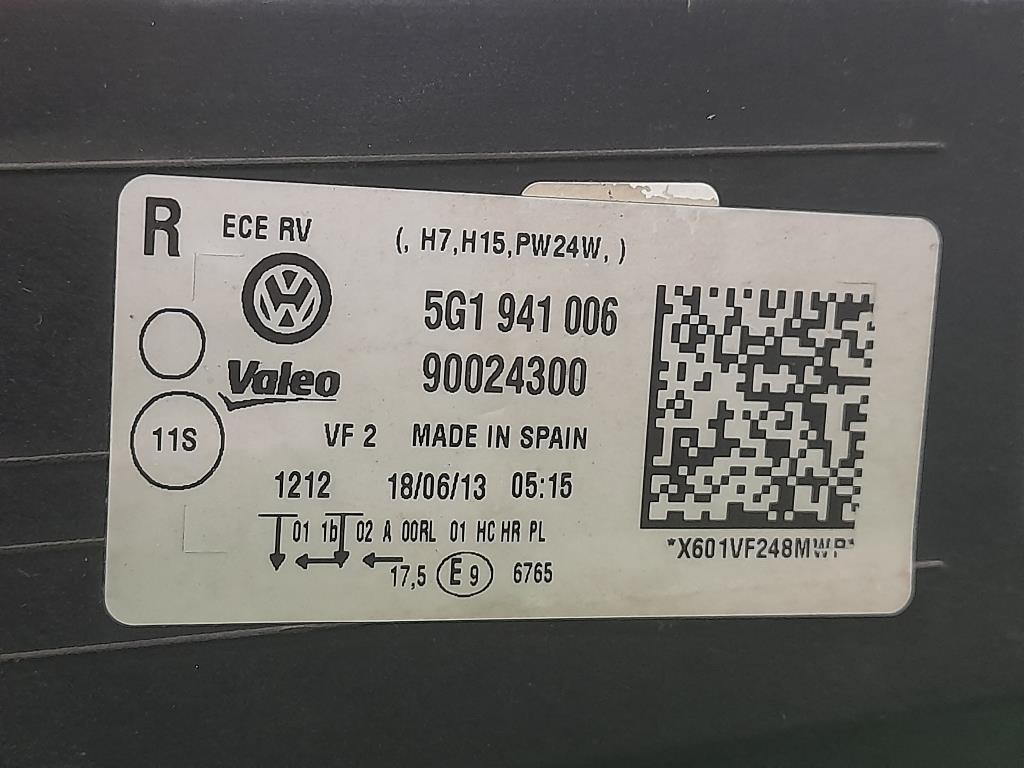 R ECE RV (, H7,H15,PW24W, )
5G1 941 006
Valeo 90024300
11S VF 2 MADE IN SPAIN
1212 18/06/13 05:15
01 1b 02 A 00RL 01 HC HR PL
17,5 E9 6765
*X601VF248MWP*